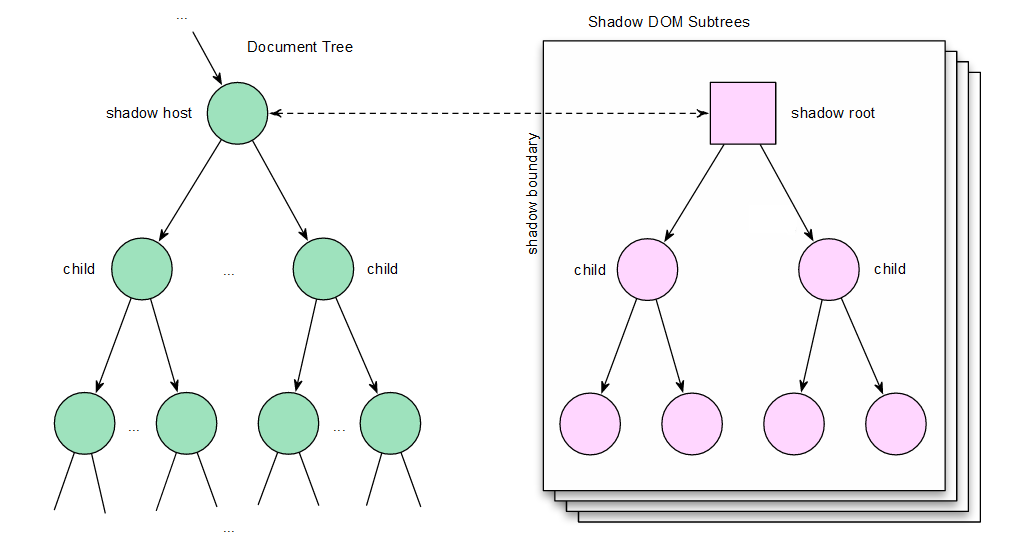 ...
Document Tree
Shadow DOM Subtrees
shadow host
shadow root
shadow boundary
child
...
child
child
child
...
...
...